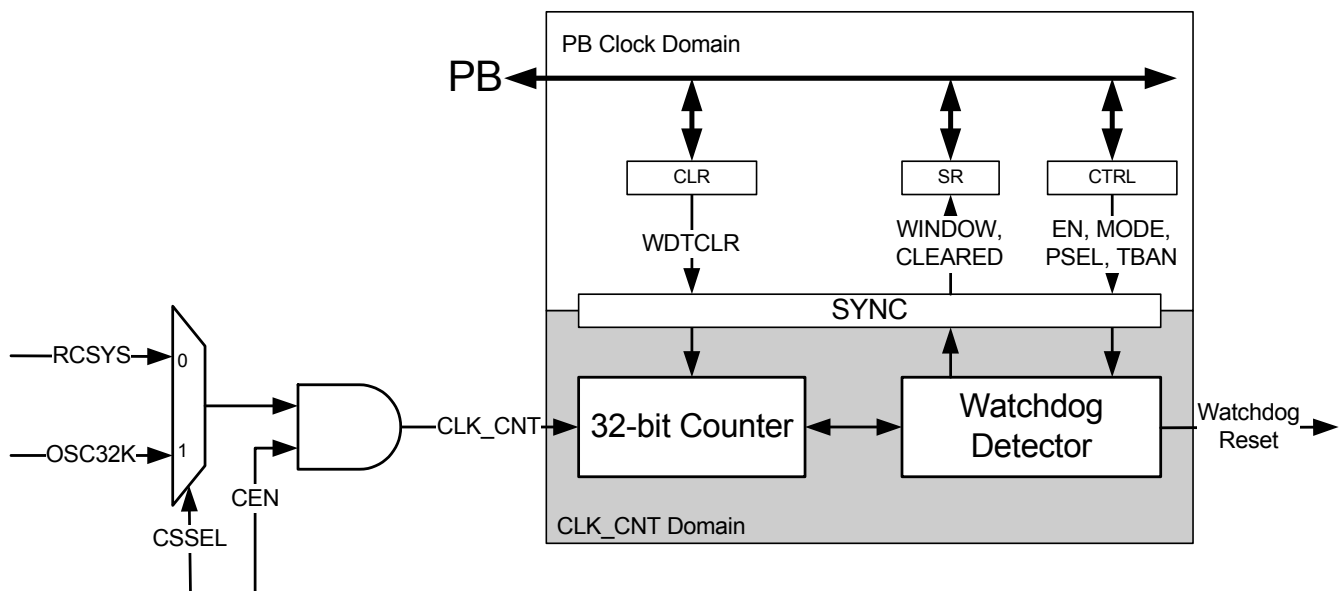 PB Clock Domain
PB
CLR
SR
CTRL
WDTCLR
WINDOW,
CLEARED
EN, MODE,
PSEL, TBAN
SYNC
RCSYS
0
OSC32K
1
CSSEL
CEN
CLK_CNT
32-bit Counter
Watchdog
Detector
Watchdog
Reset
CLK_CNT Domain